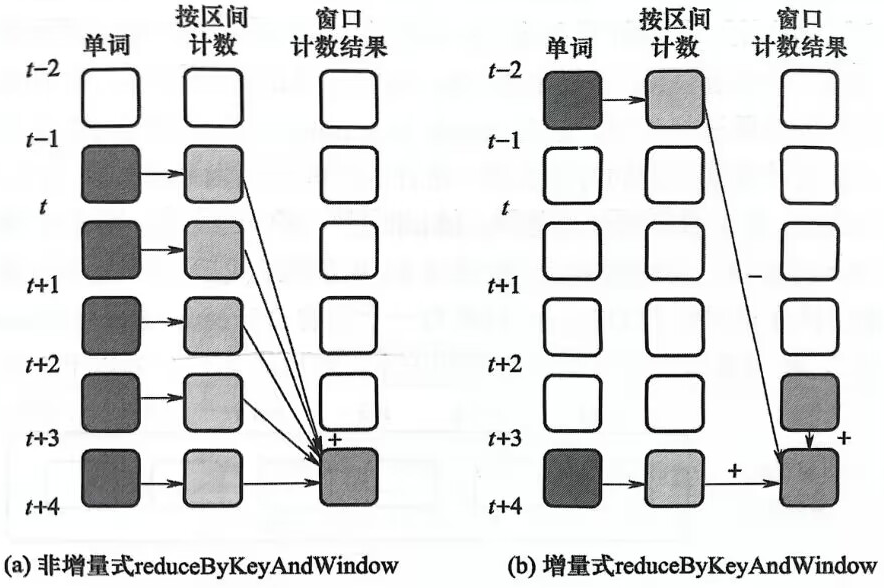 单词
按区间
计数
窗口
计数结果
t−2
t−1
t
t+1
t+2
t+3
t+4
+
(a) 非增量式reduceByKeyAndWindow
单词
按区间
计数
窗口
计数结果
t−2
t−1
t
t+1
t+2
t+3
t+4
−
+
+
(b) 增量式reduceByKeyAndWindow